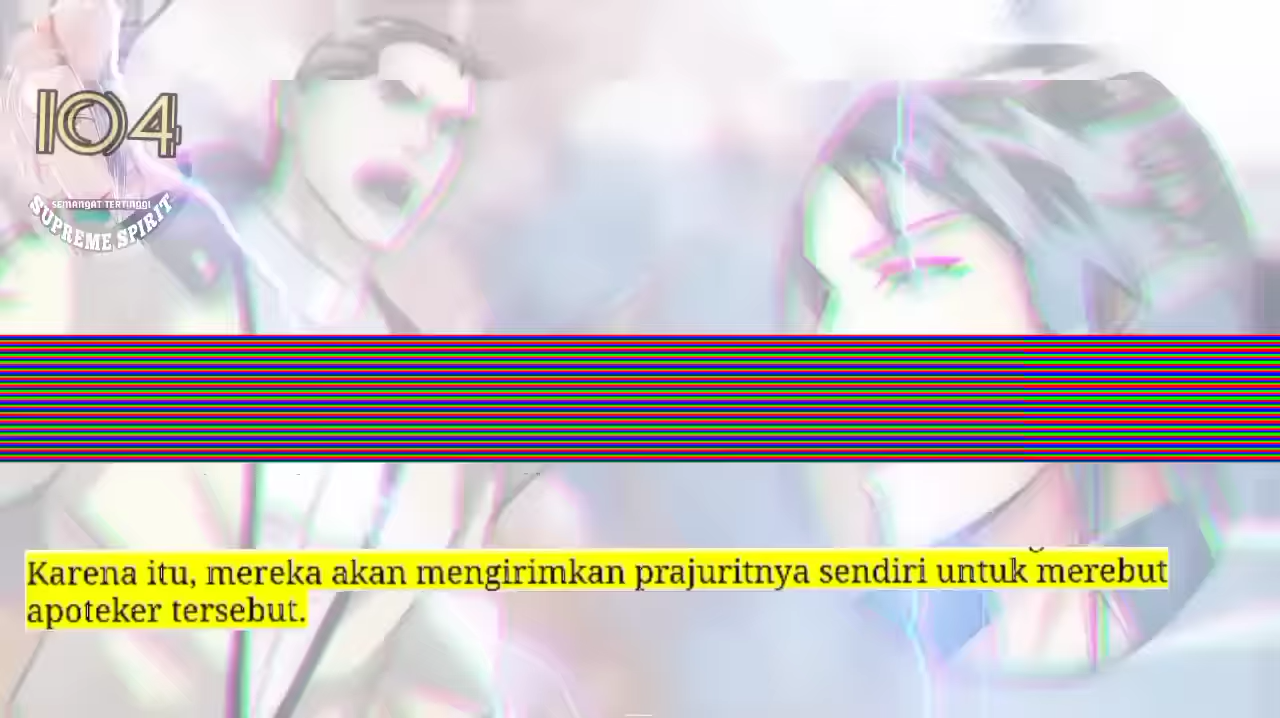 104
SEMANGAT TERTINGGI
SUPREME SPIRIT
Karena itu, mereka akan mengirimkan prajuritnya sendiri untuk merebut
apoteker tersebut.